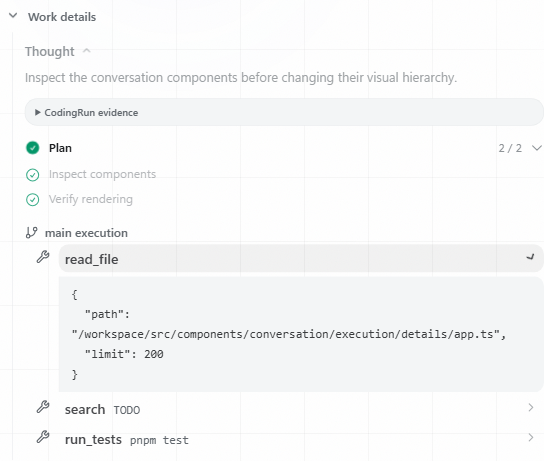 Work details
Thought
Inspect the conversation components before changing their visual hierarchy.
CodingRun evidence
Plan 2 / 2
Inspect components
Verify rendering
main execution
read_file
{
"path":
"/workspace/src/components/conversation/execution/details/app.ts",
"limit": 200
}
search TODO
run_tests pnpm test